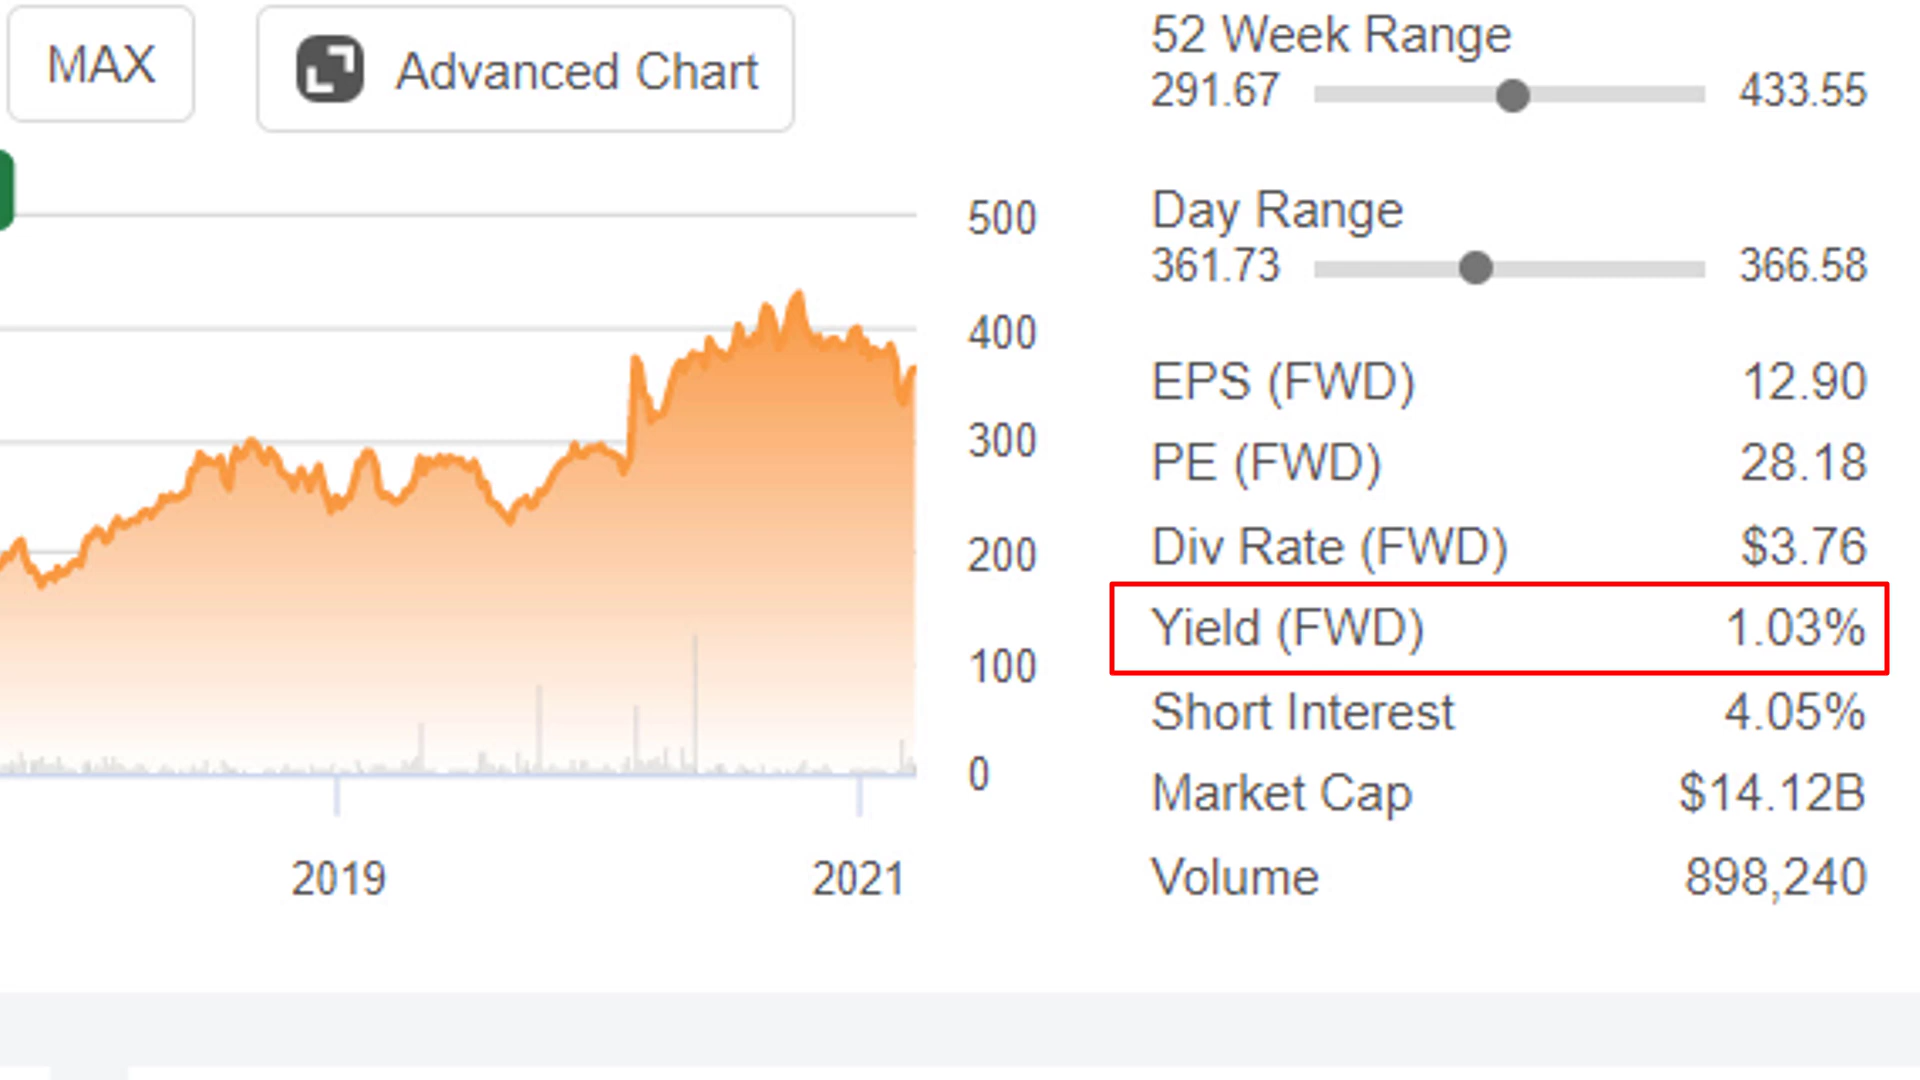 MAX
Advanced Chart
500
400
300
200
100
0
2019
2021
52 Week Range
291.67 433.55
Day Range
361.73 366.58
EPS (FWD) 12.90
PE (FWD) 28.18
Div Rate (FWD) $3.76
Yield (FWD) 1.03%
Short Interest 4.05%
Market Cap $14.12B
Volume 898,240